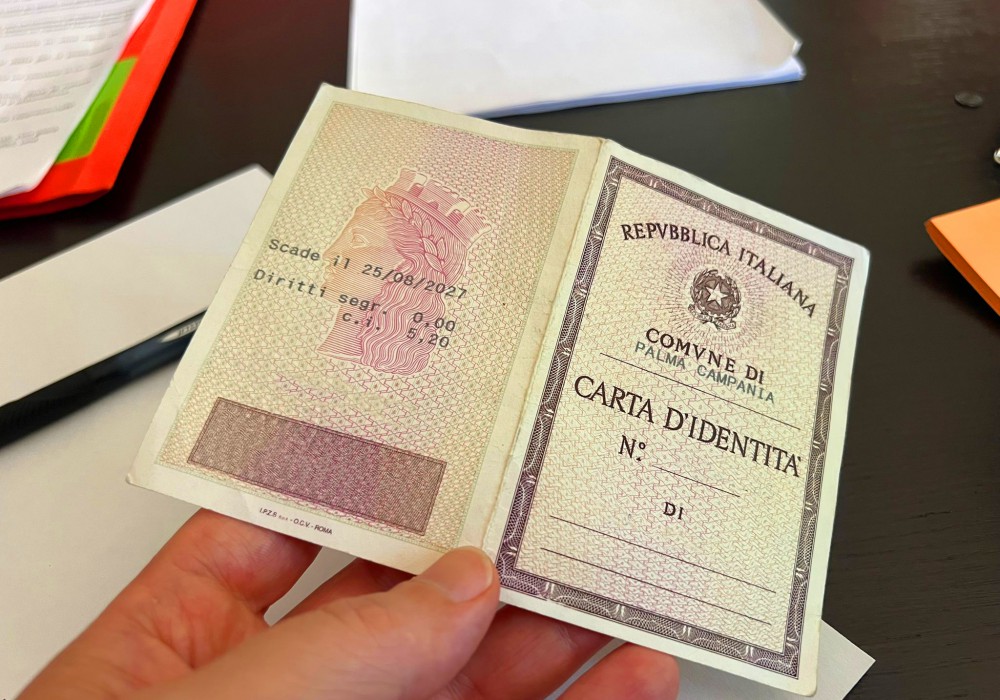 Scade il 25/08/2027
Diritti segr. 0,00
c.i. 5,20
I.P.Z.S. S.p.A. - O.C.V. - ROMA
REPVBBLICA ITALIANA
COMVNE DI
PALMA CAMPANIA
CARTA D'IDENTITA'
N.º
DI